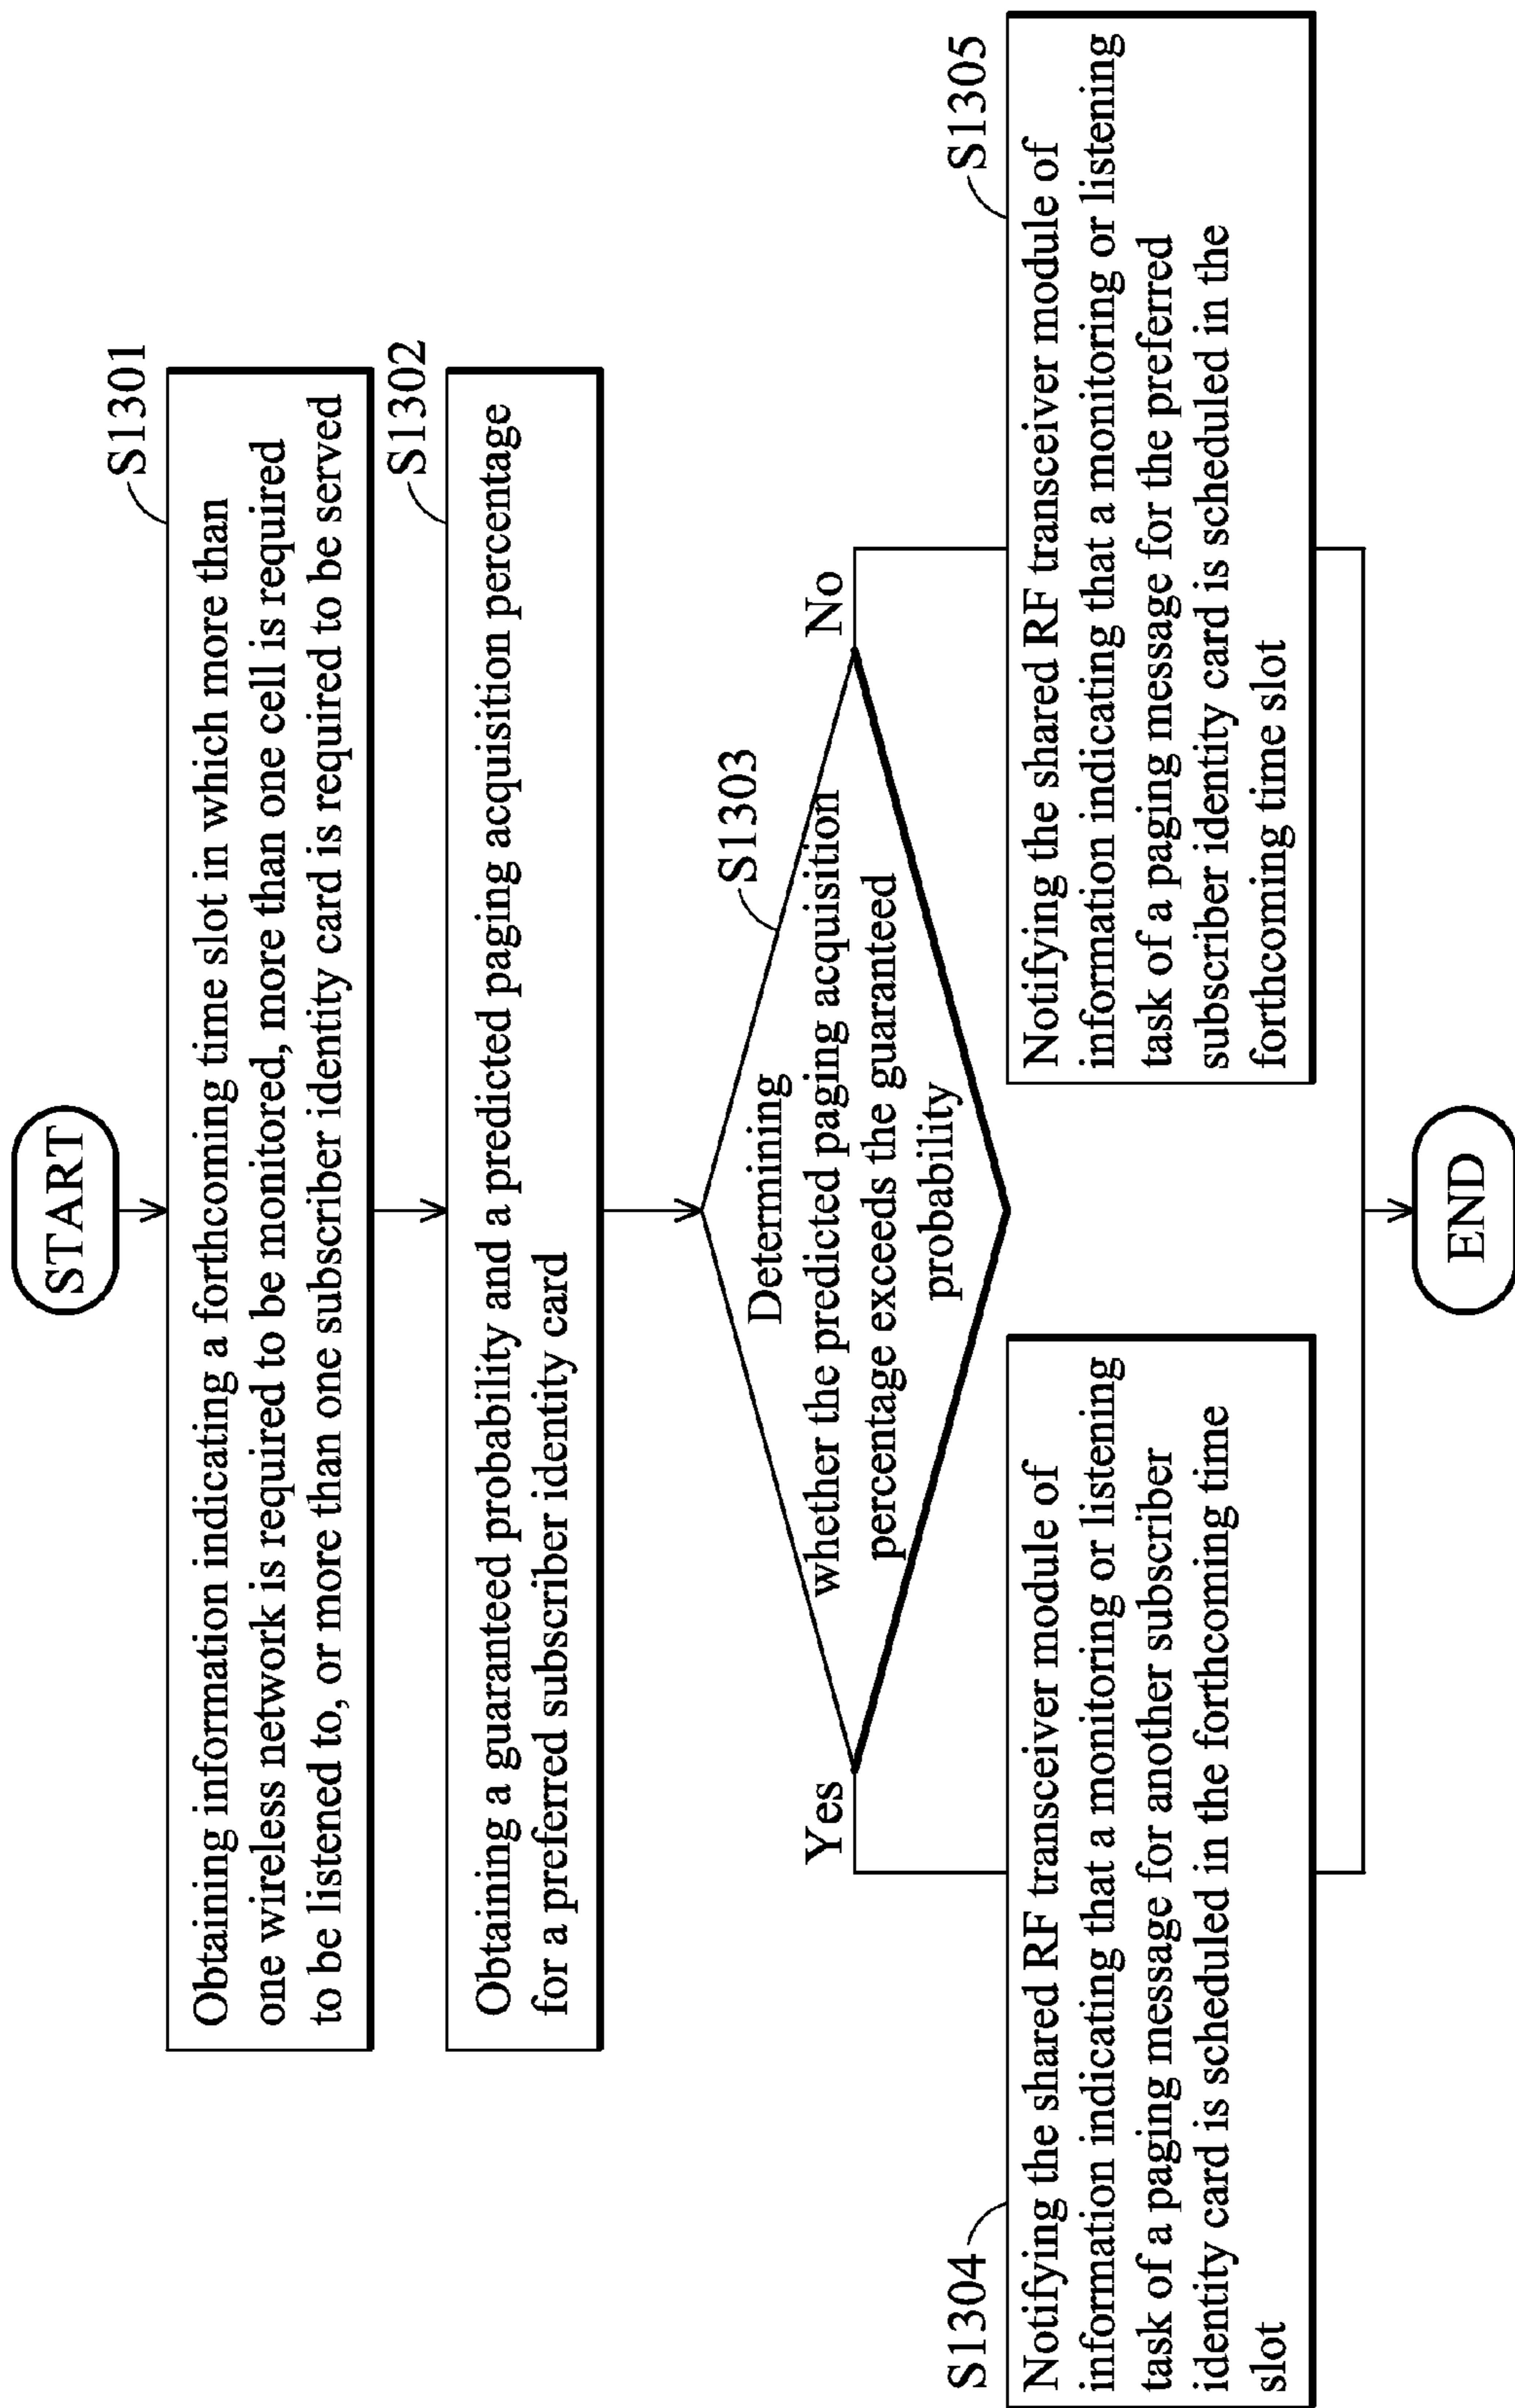 START
S1301
Obtaining information indicating a forthcoming time slot in which more than
one wireless network is required to be monitored, more than one cell is required
to be listened to, or more than one subscriber identity card is required to be served
S1302
Obtaining a guaranteed probability and a predicted paging acquisition percentage
for a preferred subscriber identity card
S1303
Determining
whether the predicted paging acquisition
percentage exceeds the guaranteed
probability
Yes
No
S1304
Notifying the shared RF transceiver module of
information indicating that a monitoring or listening
task of a paging message for another subscriber
identity card is scheduled in the forthcoming time
slot
S1305
Notifying the shared RF transceiver module of
information indicating that a monitoring or listening
task of a paging message for the preferred
subscriber identity card is scheduled in the
forthcoming time slot
END